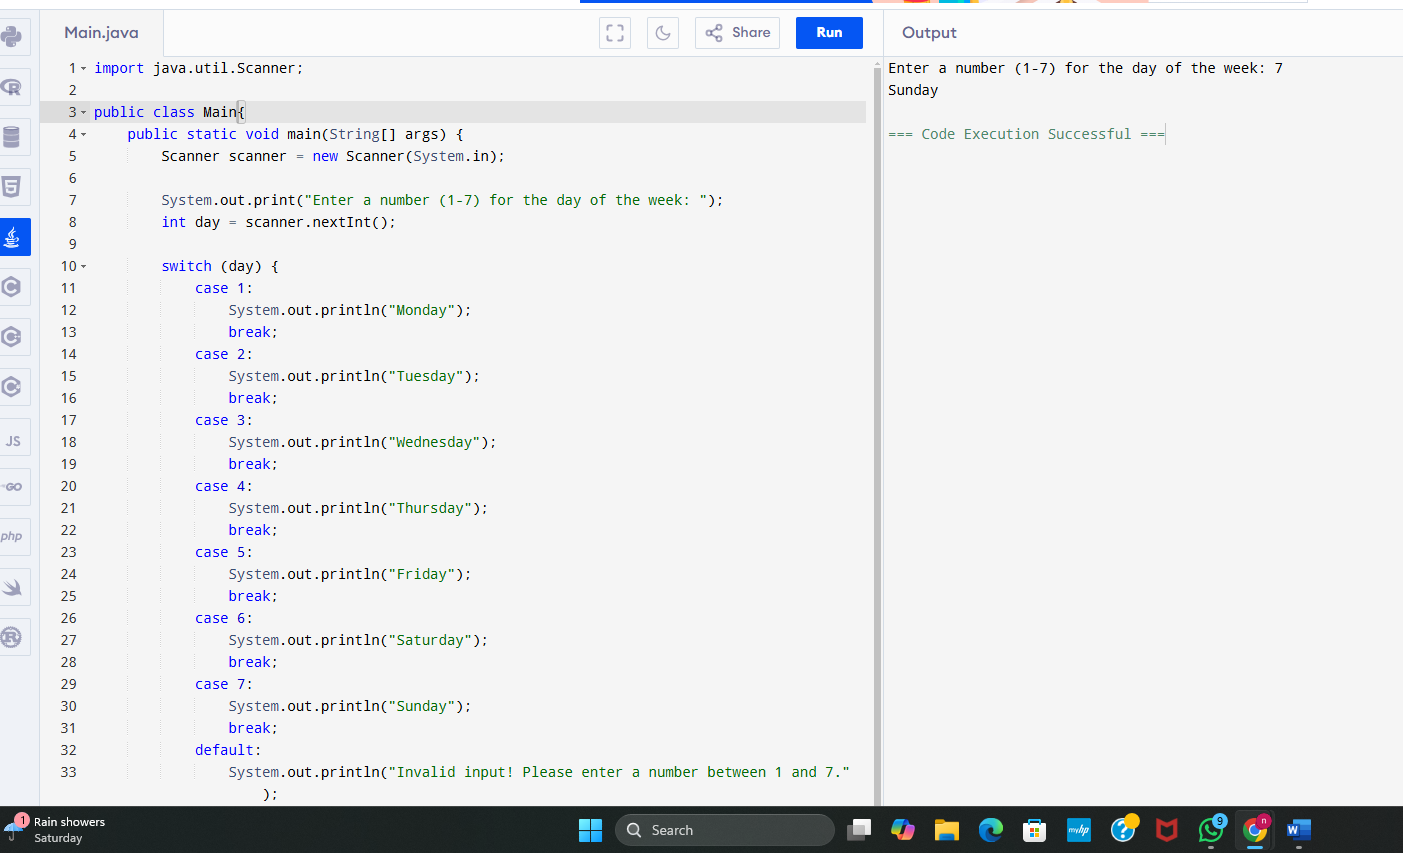 Main.java
Share
Run
Output
1 import java.util.Scanner;
2
3 public class Main{
4 public static void main(String[] args) {
5 Scanner scanner = new Scanner(System.in);
6
7 System.out.print("Enter a number (1-7) for the day of the week: ");
8 int day = scanner.nextInt();
9
10 switch (day) {
11 case 1:
12 System.out.println("Monday");
13 break;
14 case 2:
15 System.out.println("Tuesday");
16 break;
17 case 3:
18 System.out.println("Wednesday");
19 break;
20 case 4:
21 System.out.println("Thursday");
22 break;
23 case 5:
24 System.out.println("Friday");
25 break;
26 case 6:
27 System.out.println("Saturday");
28 break;
29 case 7:
30 System.out.println("Sunday");
31 break;
32 default:
33 System.out.println("Invalid input! Please enter a number between 1 and 7."
);
Enter a number (1-7) for the day of the week: 7
Sunday
=== Code Execution Successful ===
R
5
C
C
C
JS
GO
php
R
1
Rain showers
Saturday
Search
myhp
?
9
n
W